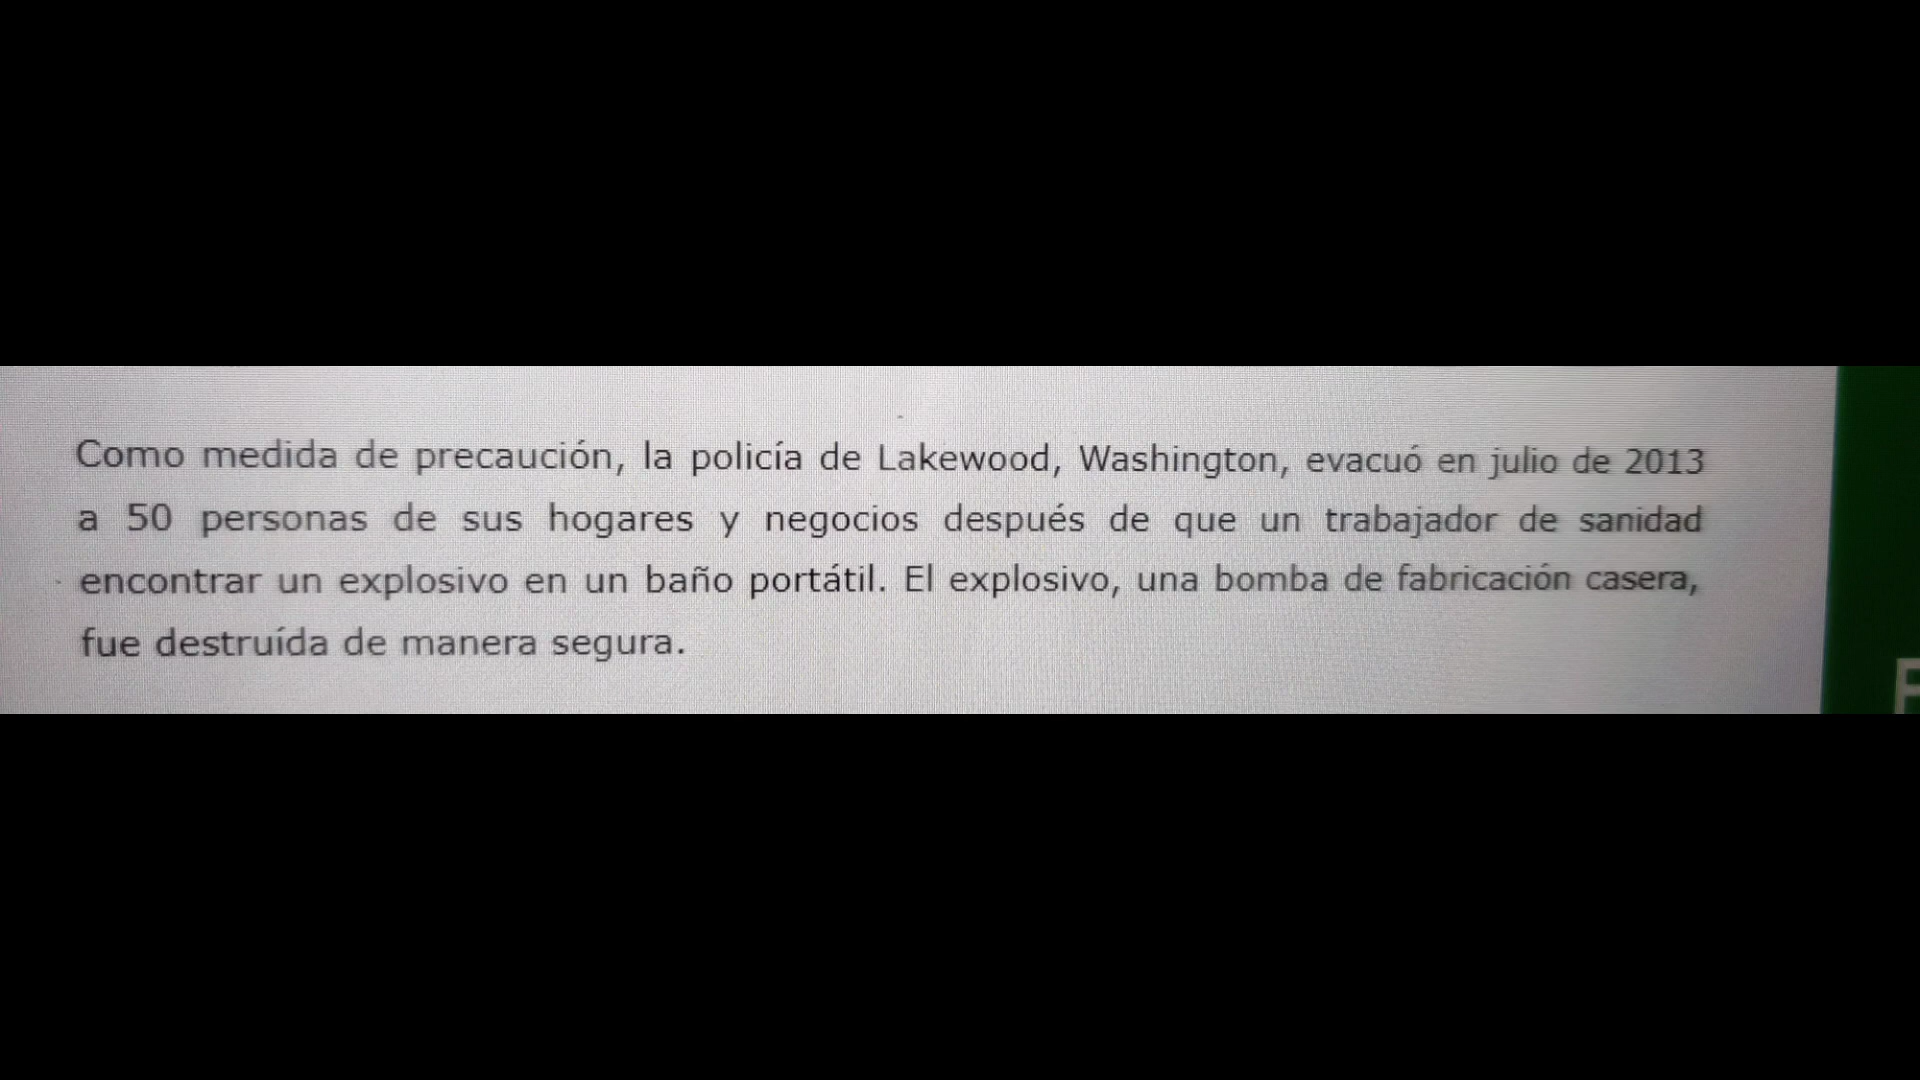 Como medida de precaución, la policía de Lakewood, Washington, evacuó en julio de 2013
a 50 personas de sus hogares y negocios después de que un trabajador de sanidad
encontrar un explosivo en un baño portátil. El explosivo, una bomba de fabricación casera,
fue destruída de manera segura.